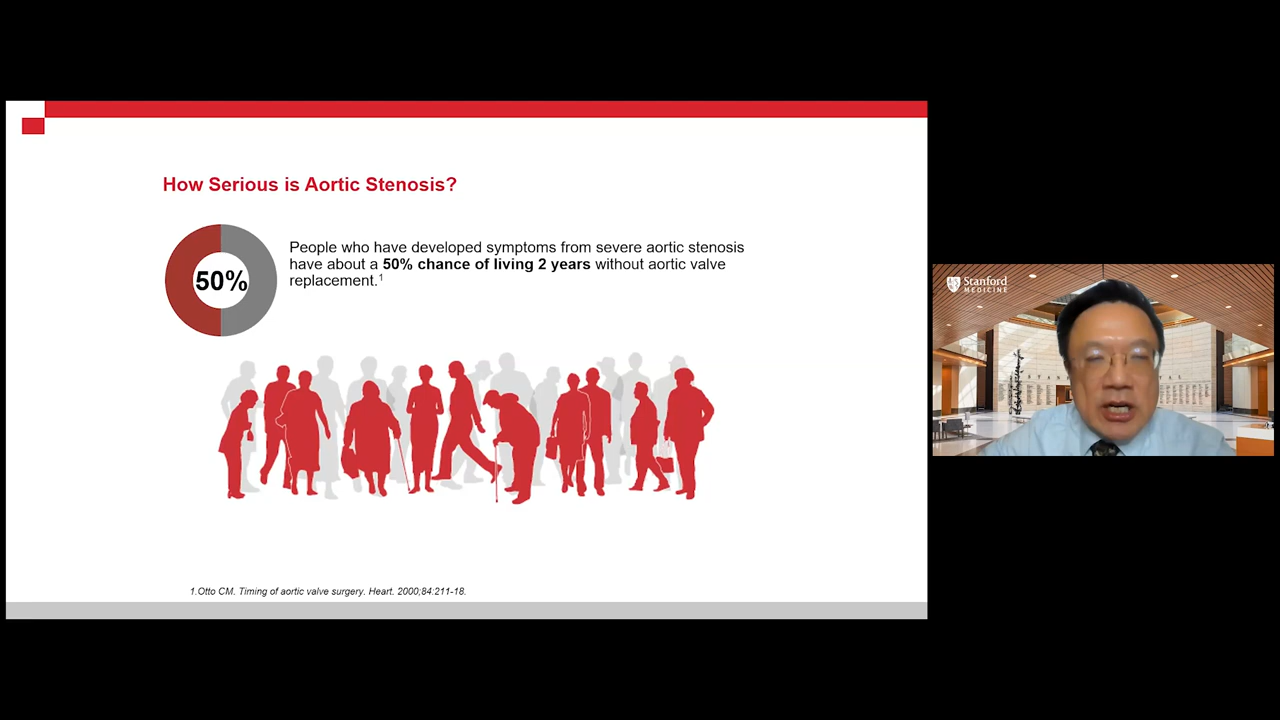 How Serious is Aortic Stenosis?
50%
People who have developed symptoms from severe aortic stenosis
have about a 50% chance of living 2 years without aortic valve
replacement.1
1.Otto CM. Timing of aortic valve surgery. Heart. 2000;84:211-18.
Stanford
MEDICINE